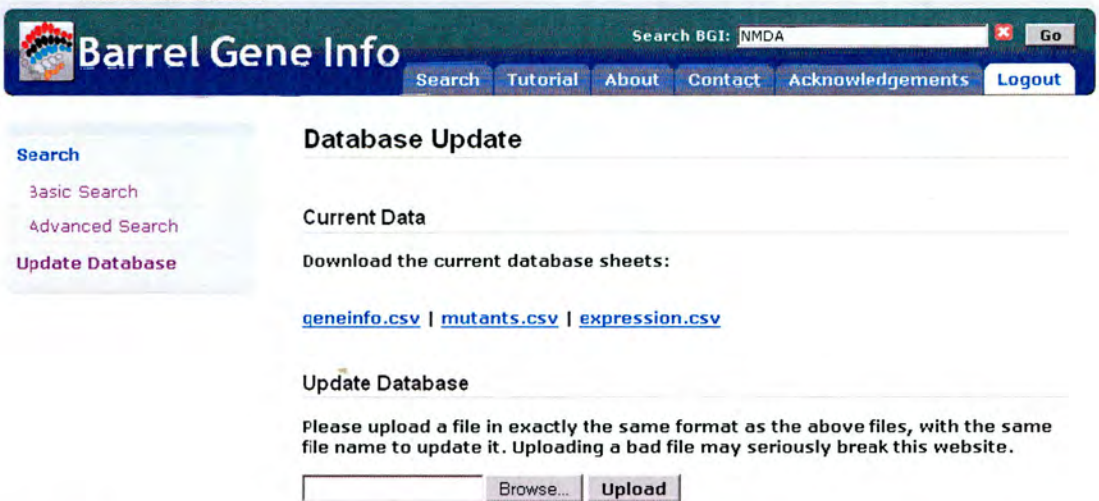 Barrel Gene Info
Search BGI: NMDA Go
Search Tutorial About Contact Acknowledgements Logout
Search
Basic Search
Advanced Search
Update Database
Database Update
Current Data
Download the current database sheets:
geneinfo.csv | mutants.csv | expression.csv
Update Database
Please upload a file in exactly the same format as the above files, with the same
file name to update it. Uploading a bad file may seriously break this website.
Browse... Upload